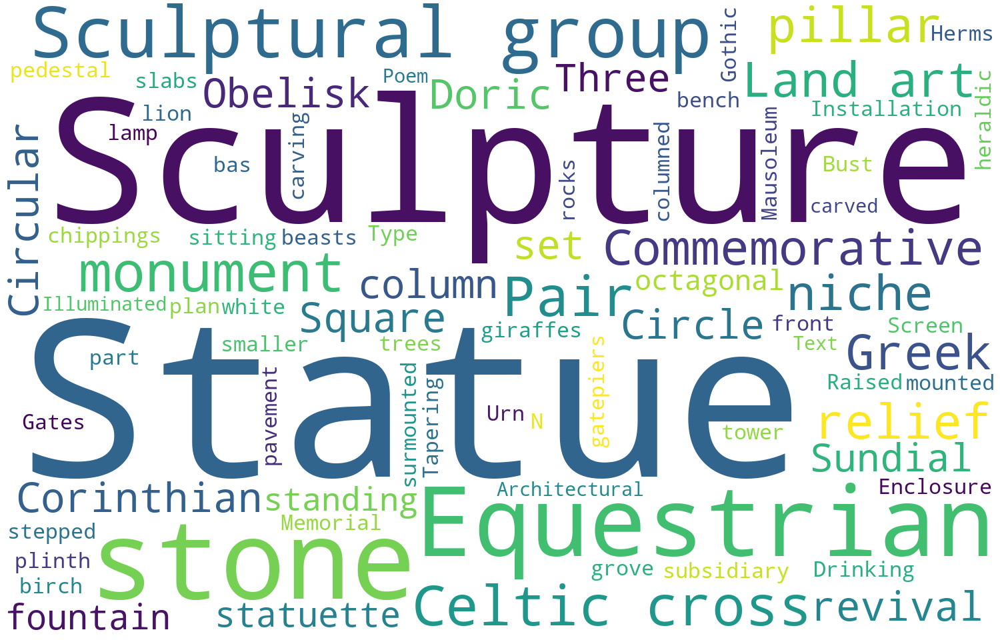 Sculptural group
pillar
Herms
Gothic
pedestal
slabs
Poem
Obelisk
Doric
Three
Land art
bench
lion
lamp
Installation
heraldic
Sculpture
carving
bas
rocks
columned
Mausoleum
Bust
carved
Circular
chippings
sitting
beasts
Type
set
Commemorative
monument
column
Pair
octagonal
niche
Illuminated
plan
white
Square
giraffes
Circle
front
Screen
Statue
part
smaller
trees
Text
Greek
gatepiers
Raised
mounted
pavement
surmounted
Tapering
Gates
Urn
N
tower
relief
Sundial
Corinthian
standing
Architectural
Enclosure
Equestrian
stepped
Memorial
stone
plinth
birch
grove
subsidiary
Drinking
fountain
statuette
Celtic cross
revival